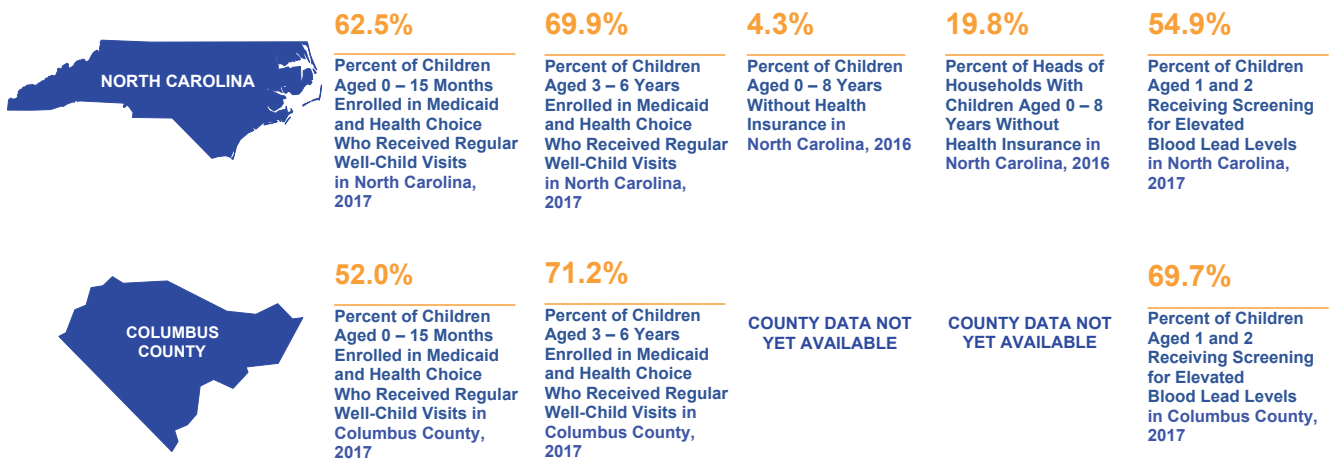 NORTH CAROLINA
62.5%
Percent of Children
Aged 0 – 15 Months
Enrolled in Medicaid
and Health Choice
Who Received Regular
Well-Child Visits
in North Carolina,
2017
69.9%
Percent of Children
Aged 3 – 6 Years
Enrolled in Medicaid
and Health Choice
Who Received Regular
Well-Child Visits
in North Carolina,
2017
4.3%
Percent of Children
Aged 0 – 8 Years
Without Health
Insurance in
North Carolina, 2016
19.8%
Percent of Heads of
Households With
Children Aged 0 – 8
Years Without
Health Insurance in
North Carolina, 2016
54.9%
Percent of Children
Aged 1 and 2
Receiving Screening
for Elevated
Blood Lead Levels
in North Carolina,
2017
COLUMBUS
COUNTY
52.0%
Percent of Children
Aged 0 – 15 Months
Enrolled in Medicaid
and Health Choice
Who Received Regular
Well-Child Visits in
Columbus County,
2017
71.2%
Percent of Children
Aged 3 – 6 Years
Enrolled in Medicaid
and Health Choice
Who Received Regular
Well-Child Visits in
Columbus County,
2017
COUNTY DATA NOT
YET AVAILABLE
COUNTY DATA NOT
YET AVAILABLE
69.7%
Percent of Children
Aged 1 and 2
Receiving Screening
for Elevated
Blood Lead Levels
in Columbus County,
2017